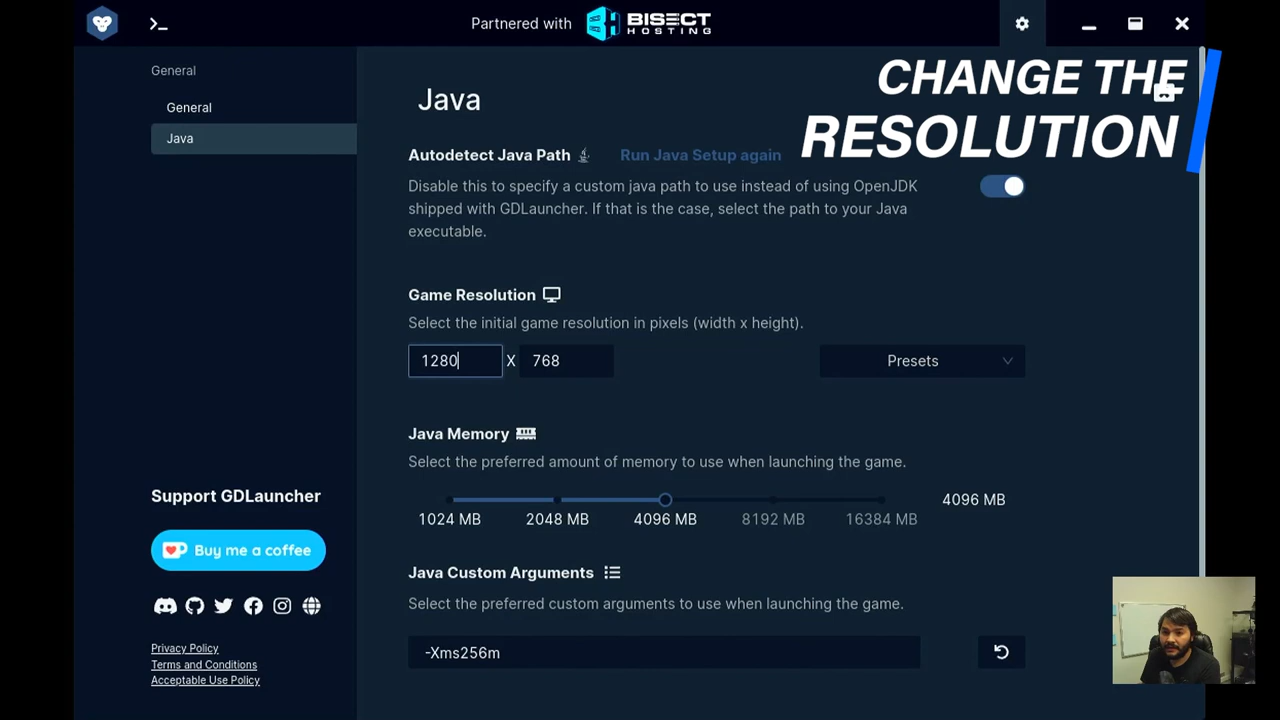 Partnered with BISECT HOSTING
CHANGE THE
RESOLUTION
General
General
Java
Support GDLauncher
Buy me a coffee
Privacy Policy
Terms and Conditions
Acceptable Use Policy
Java
Autodetect Java Path Run Java Setup again
Disable this to specify a custom java path to use instead of using OpenJDK
shipped with GDLauncher. If that is the case, select the path to your Java
executable.
Game Resolution
Select the initial game resolution in pixels (width x height).
1280 X 768 Presets
Java Memory
Select the preferred amount of memory to use when launching the game.
4096 MB
1024 MB 2048 MB 4096 MB 8192 MB 16384 MB
Java Custom Arguments
Select the preferred custom arguments to use when launching the game.
-Xms256m